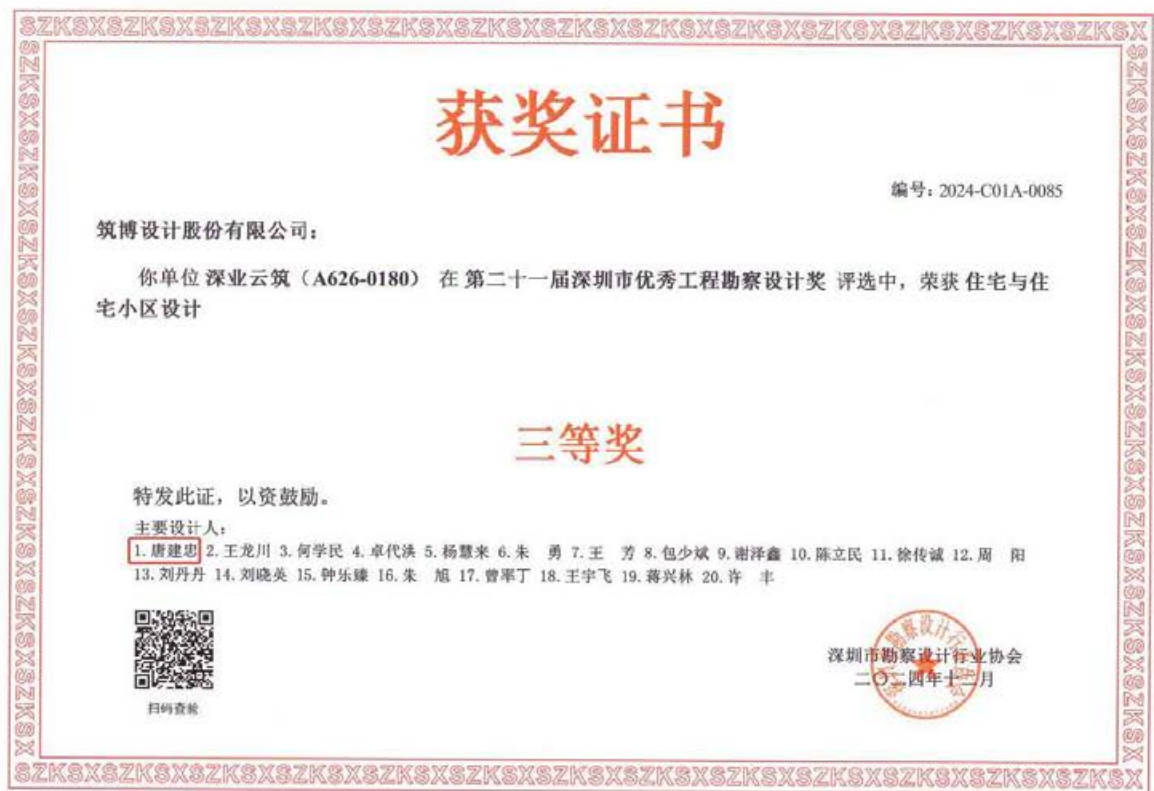 SZKSXSZKSXSZKSXSZKSXSZKSXSZKSXSZKSXSZKSXSZKSXSZKSXSZKSX
获奖证书
编号：2024-C01A-0085
筑博设计股份有限公司：
你单位 深业云筑（A626-0180） 在 第二十一届深圳市优秀工程勘察设计奖 评选中，荣获 住宅与住
宅小区设计
三等奖
特发此证，以资鼓励。
主要设计人：
1.唐建忠 2.王龙川 3.何学民 4.卓代洪 5.杨慧来 6.朱　勇 7.王　芳 8.包少斌 9.谢泽鑫 10.陈立民 11.徐传诚 12.周　阳
13.刘丹丹 14.刘晓英 15.钟乐臻 16.朱　旭 17.曾率丁 18.王宇飞 19.蒋兴林 20.许　丰
深圳市勘察设计行业协会
二〇二四年十二月
扫码查验